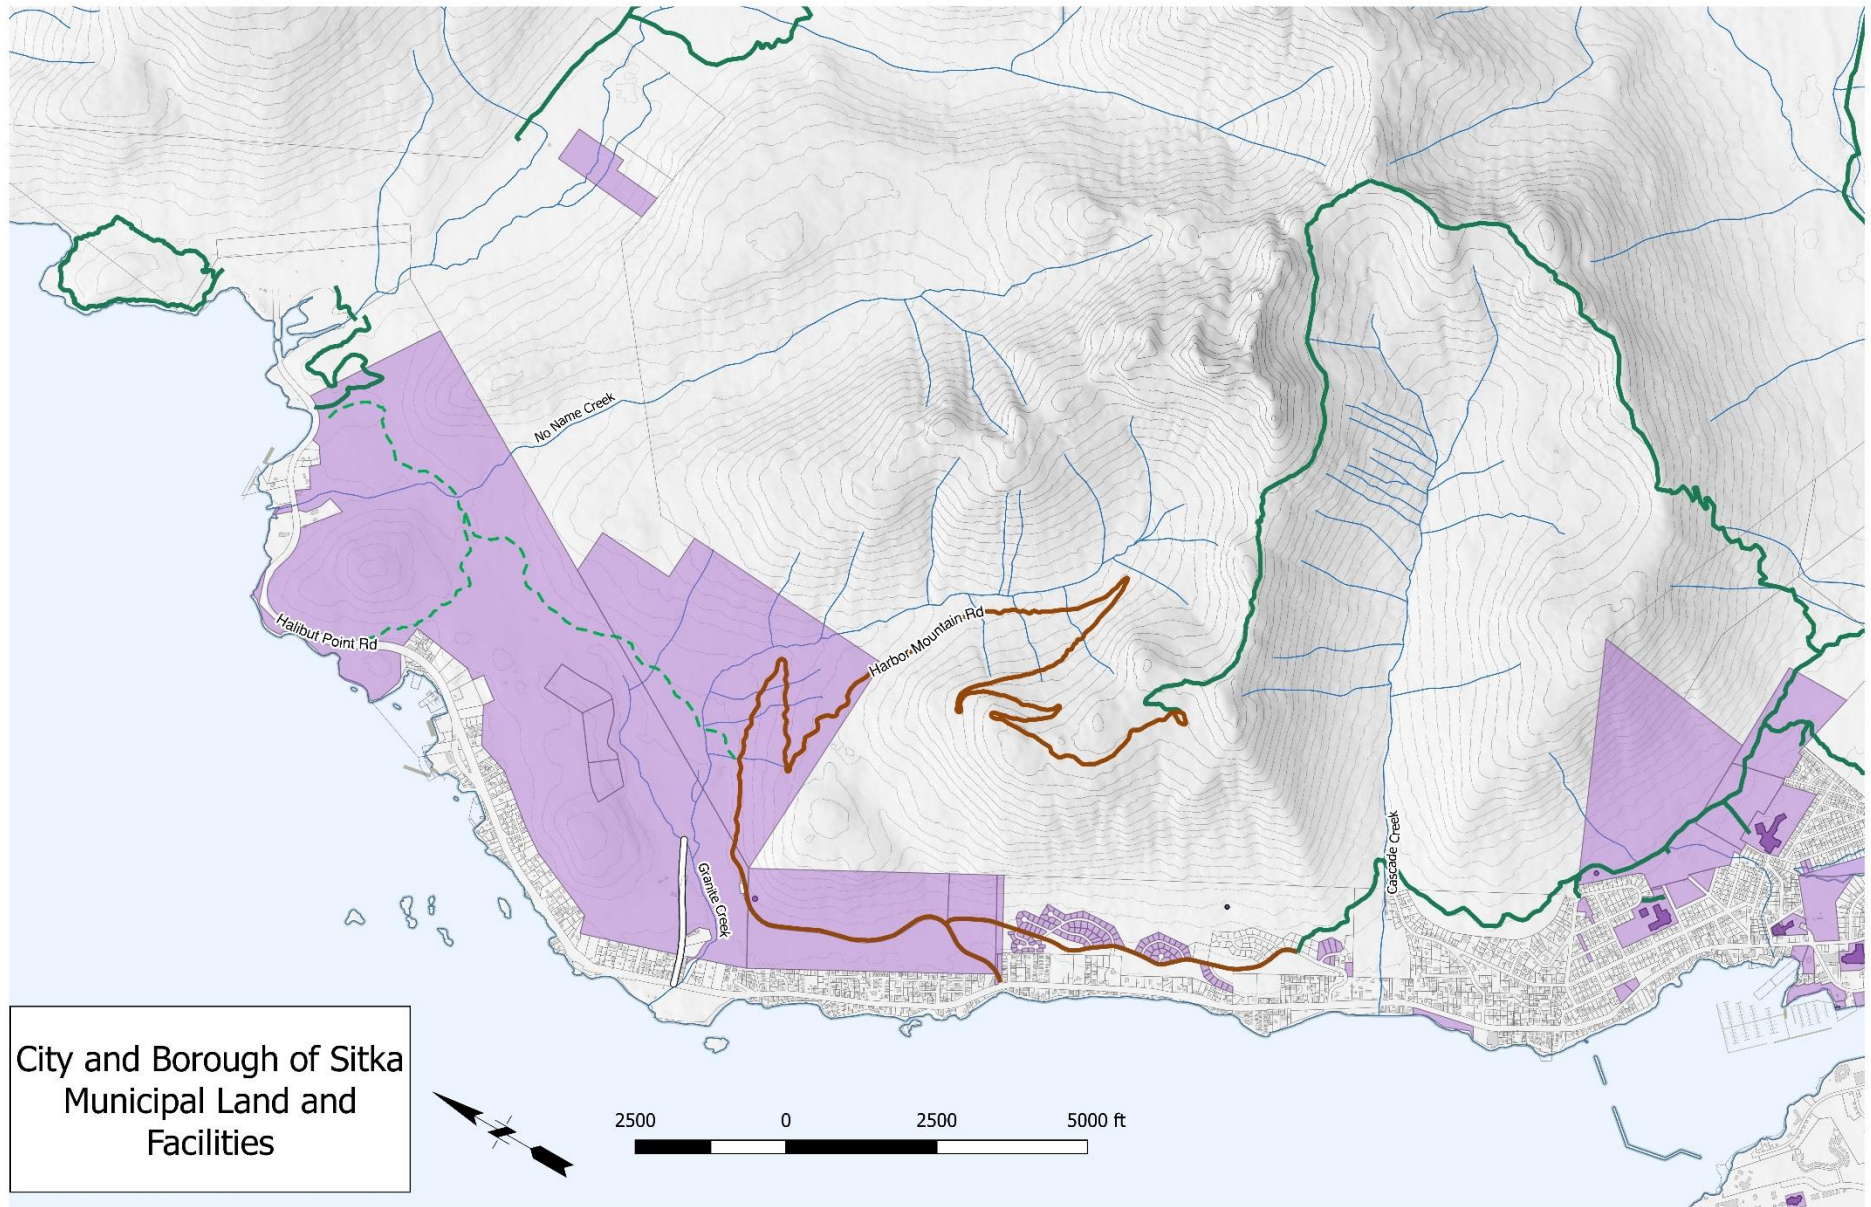 No Name Creek
Harbor Mountain Rd
Halibut Point Rd
Granite Creek
Cascade Creek
City and Borough of Sitka
Municipal Land and
Facilities
2500 0 2500 5000 ft